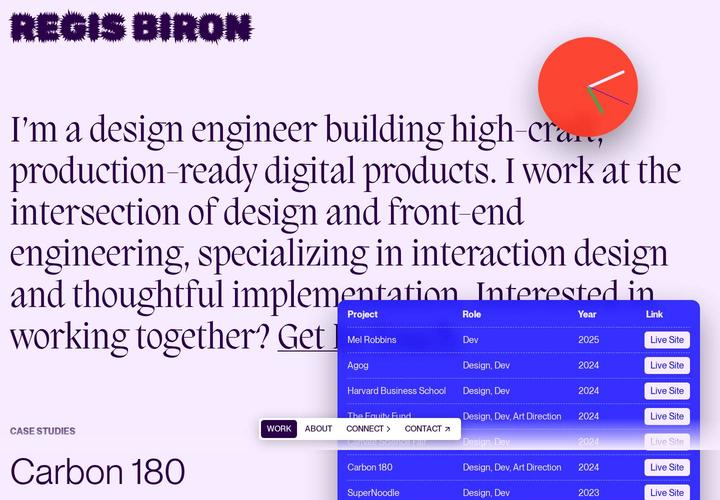 REGIS BIRON
I'm a design engineer building high-craft,
production-ready digital products. I work at the
intersection of design and front-end
engineering, specializing in interaction design
and thoughtful implementation. Interested in
working together? Get
Project Role Year Link
Mel Robbins Dev 2025 Live Site
Agog Design, Dev 2024 Live Site
Harvard Business School Design, Dev 2024 Live Site
The Equity Fund Design, Dev, Art Direction 2024 Live Site
WORK ABOUT CONNECT > CONTACT ↗
CASE STUDIES
Design, Dev 2024 Live Site
Carbon 180
Carbon 180 Design, Dev, Art Direction 2024 Live Site
SuperNoodle Design, Dev 2023 Live Site